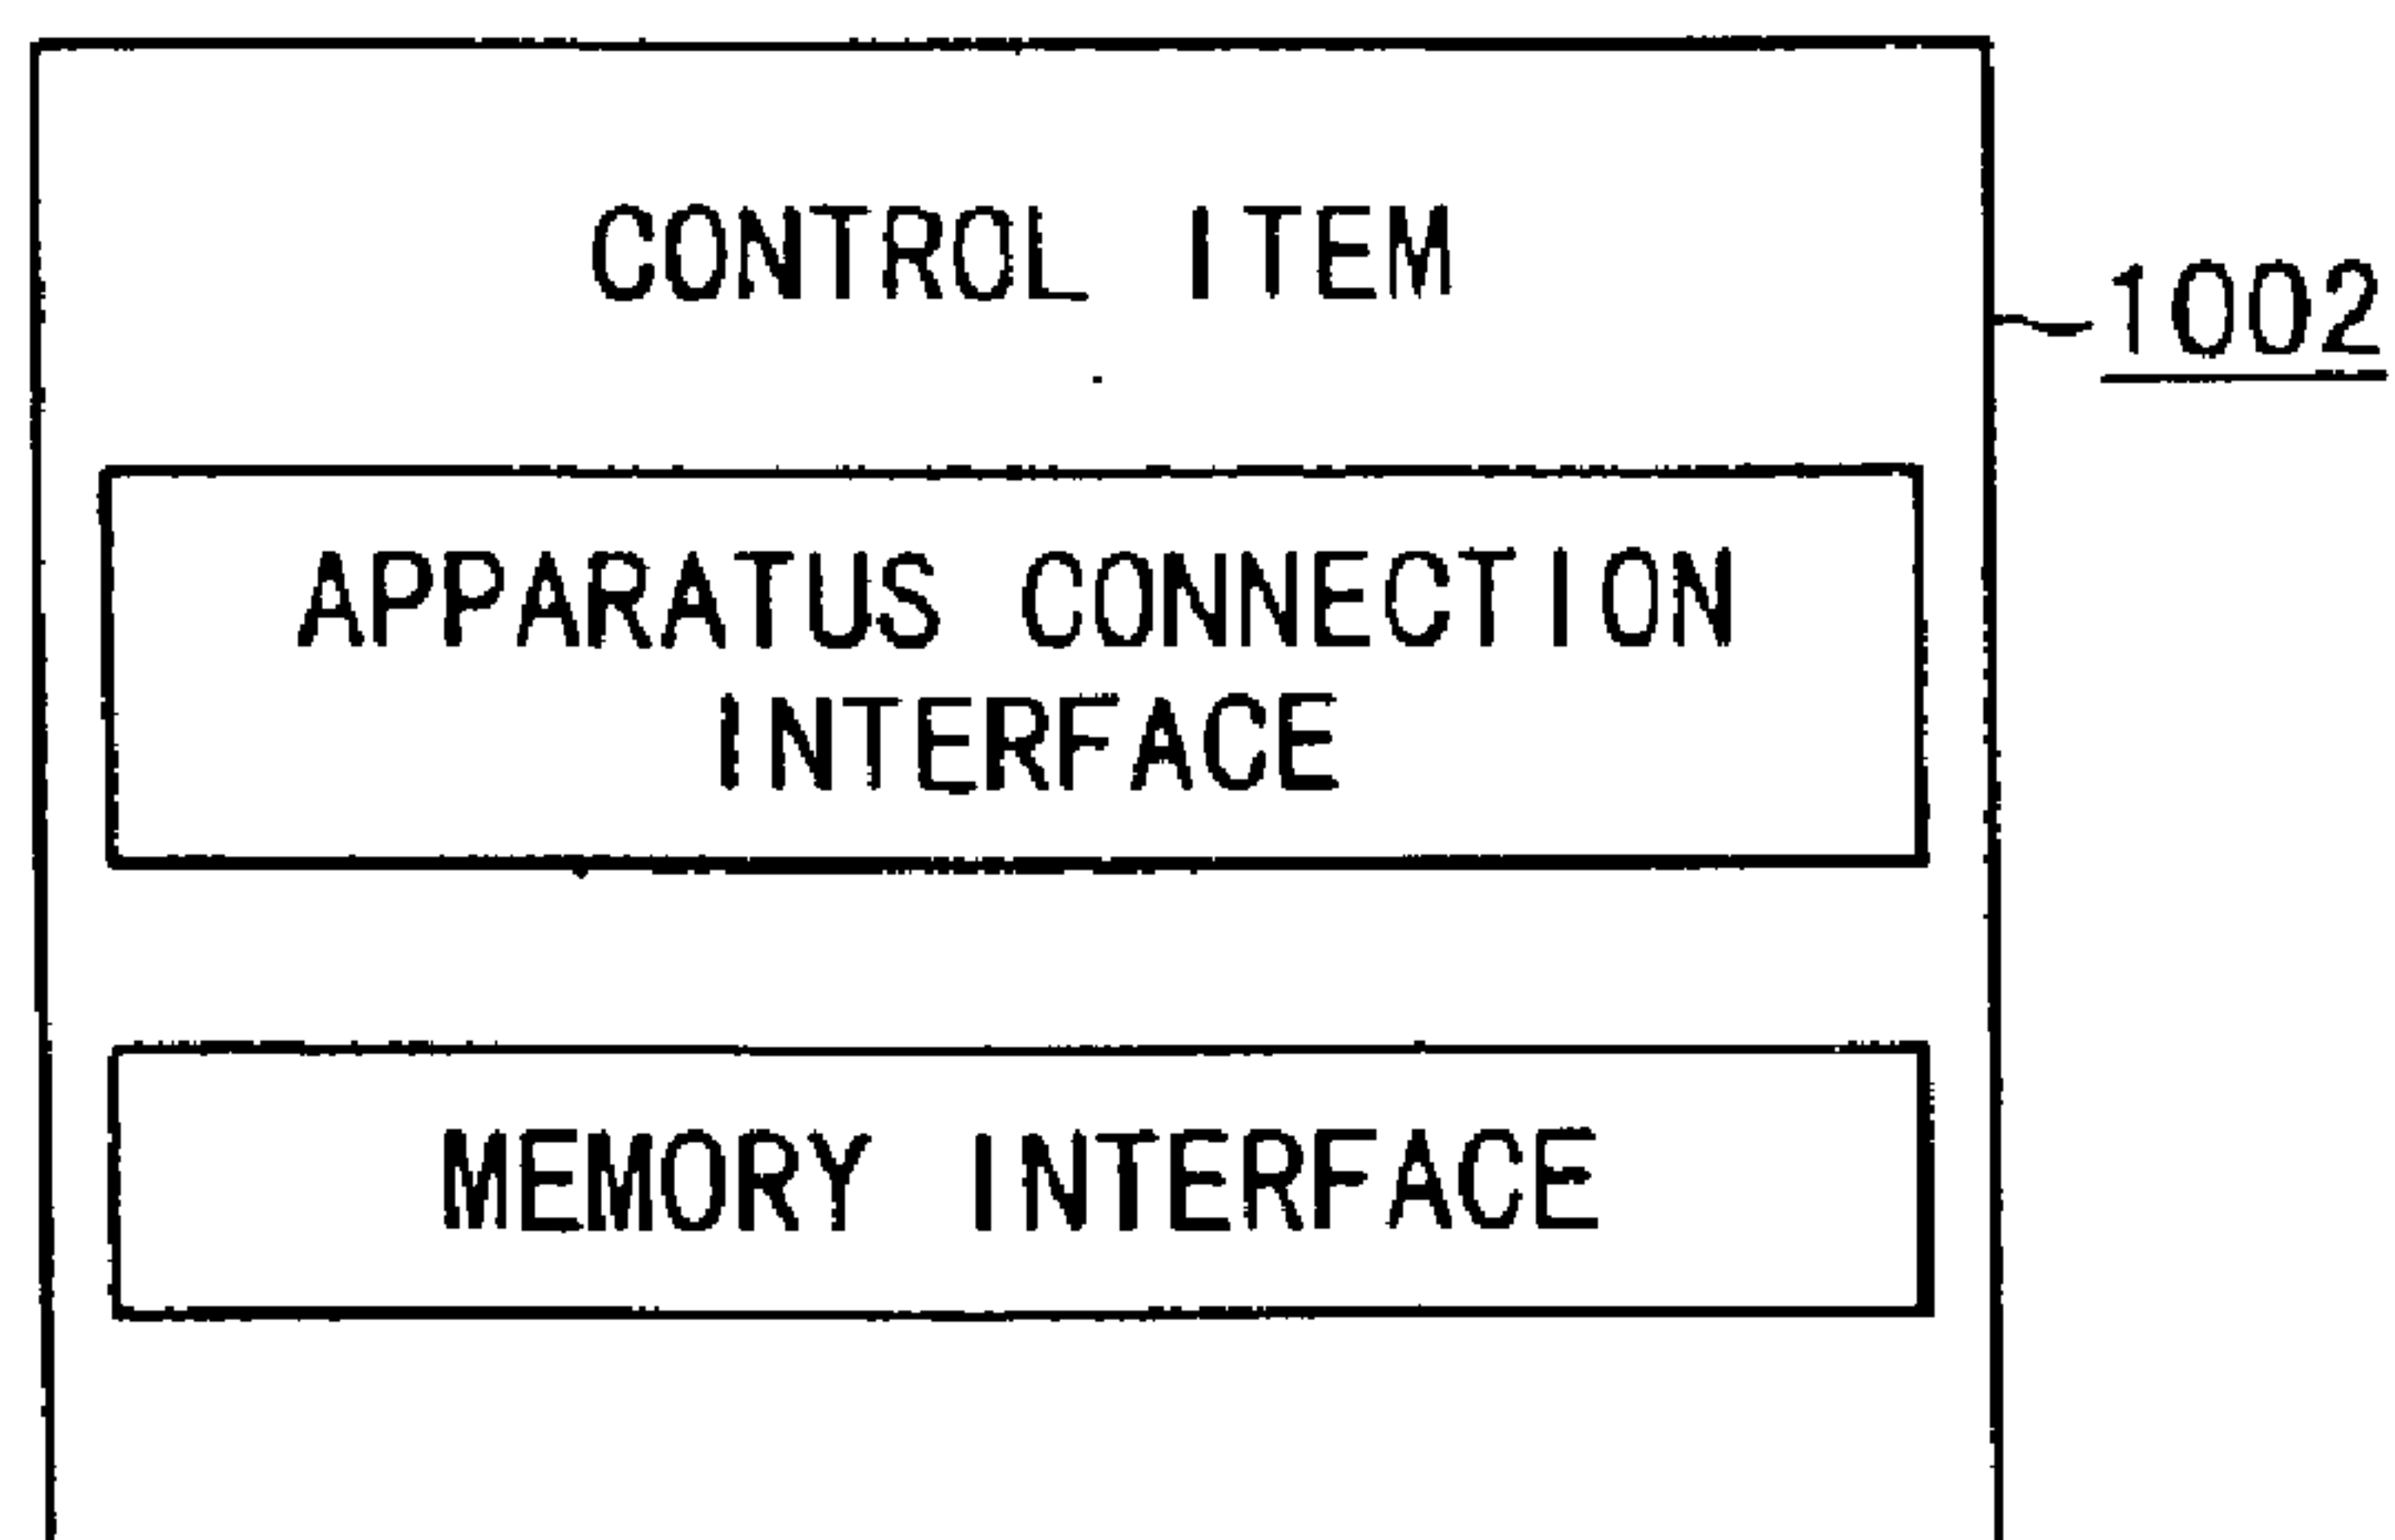 CONTROL ITEM
1002
APPARATUS CONNECTION
INTERFACE
MEMORY INTERFACE